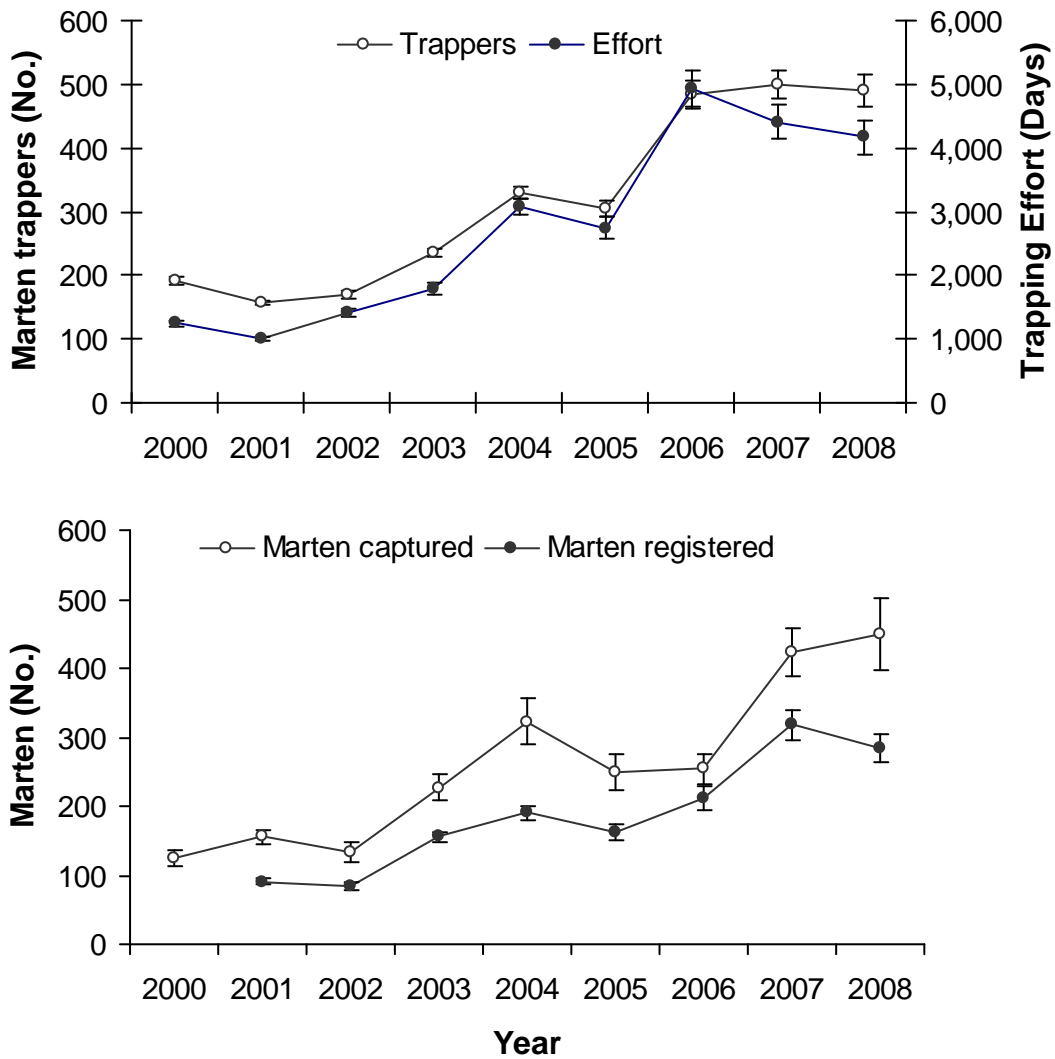 Trappers Effort
Marten trappers (No.)
600
500
400
300
200
100
0
6,000
5,000
4,000
3,000
2,000
1,000
0
Trapping Effort (Days)
2000 2001 2002 2003 2004 2005 2006 2007 2008
Marten captured Marten registered
Marten (No.)
600
500
400
300
200
100
0
2000 2001 2002 2003 2004 2005 2006 2007 2008
Year